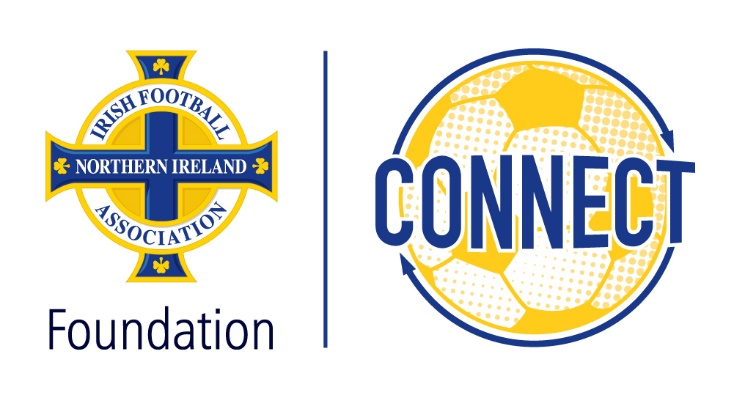 IRISH FOOTBALL
NORTHERN IRELAND
ASSOCIATION
Foundation
CONNECT